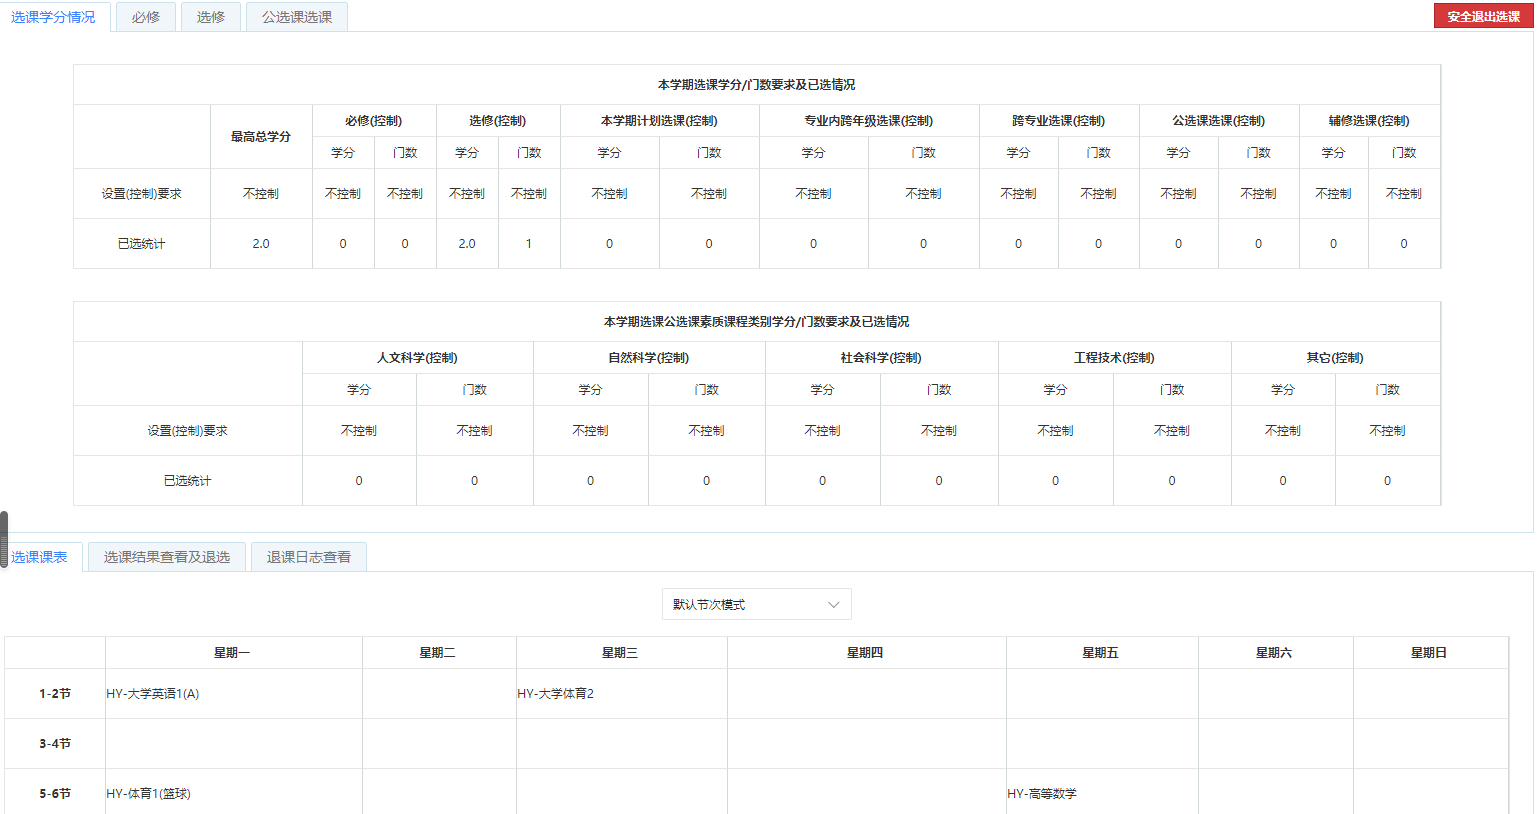 选课学分情况 必修 选修 公选课选课 安全退出选课
本学期选课学分/门数要求及已选情况
最高总学分 必修(控制) 选修(控制) 本学期计划选课(控制) 专业内跨年级选课(控制) 跨专业选课(控制) 公选课选课(控制) 辅修选课(控制)
学分 门数 学分 门数 学分 门数 学分 门数 学分 门数 学分 门数 学分 门数
设置(控制)要求 不控制 不控制 不控制 不控制 不控制 不控制 不控制 不控制 不控制 不控制 不控制 不控制 不控制 不控制 不控制
已选统计 2.0 0 0 2.0 1 0 0 0 0 0 0 0 0 0 0
本学期选课公选课素质课程类别学分/门数要求及已选情况
人文科学(控制) 自然科学(控制) 社会科学(控制) 工程技术(控制) 其它(控制)
学分 门数 学分 门数 学分 门数 学分 门数 学分 门数
设置(控制)要求 不控制 不控制 不控制 不控制 不控制 不控制 不控制 不控制 不控制 不控制
已选统计 0 0 0 0 0 0 0 0 0 0
选课课表 选课结果查看及退选 退课日志查看
默认节次模式
星期一 星期二 星期三 星期四 星期五 星期六 星期日
1-2节 HY-大学英语1(A) HY-大学体育2
3-4节
5-6节 HY-体育1(篮球) HY-高等数学